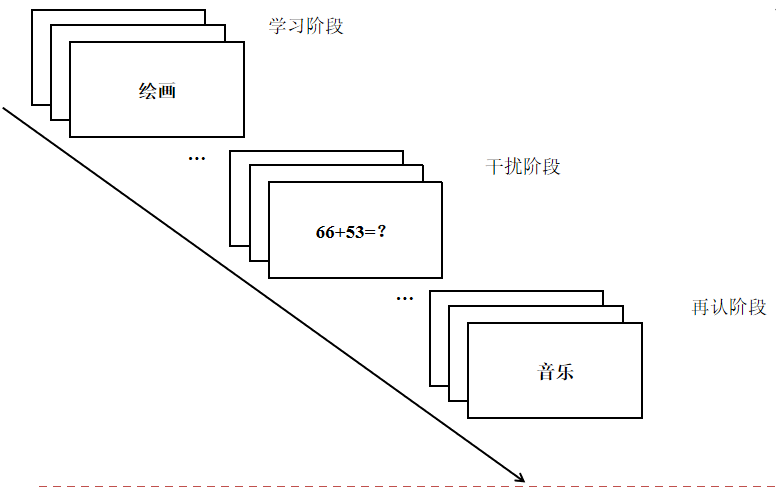 学习阶段
绘画
...
干扰阶段
66+53=？
...
再认阶段
音乐